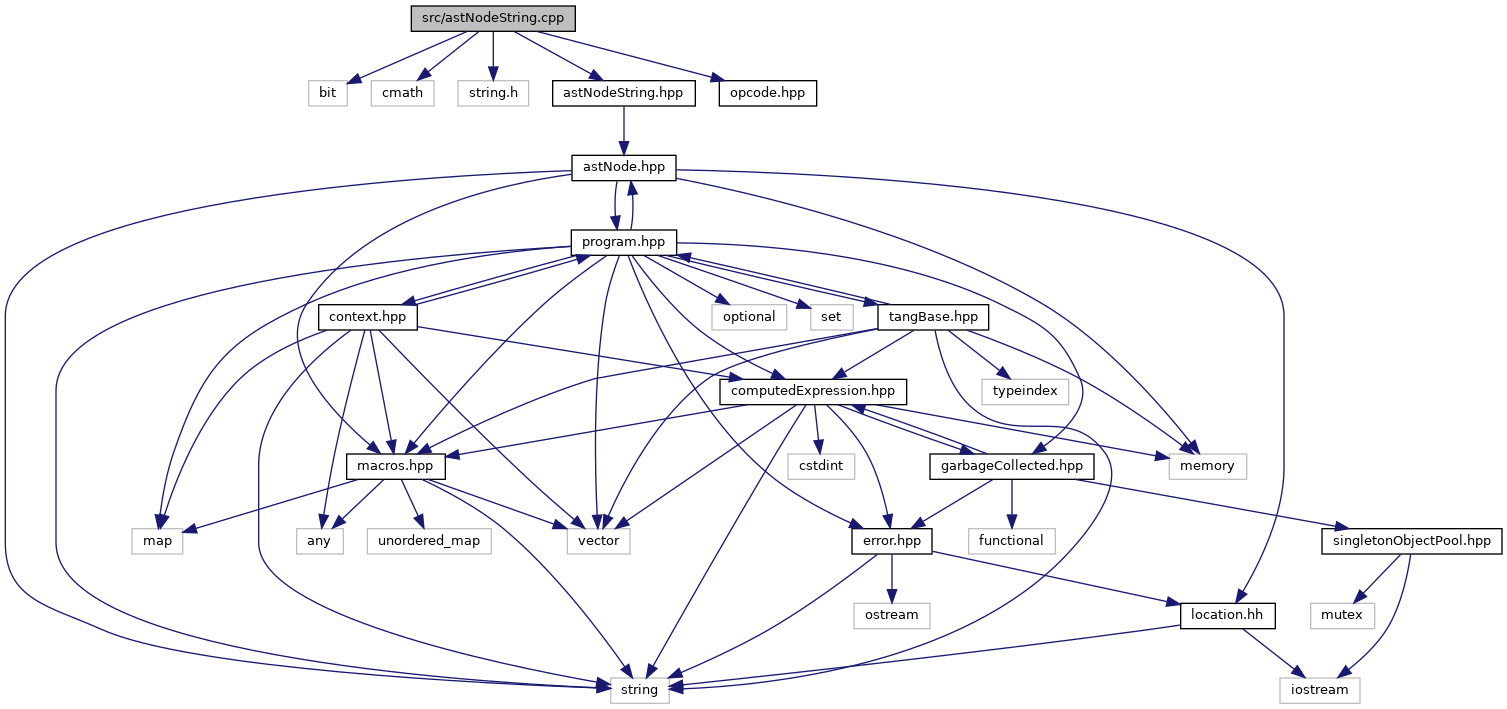 src/astNodeString.cpp
bit
cmath
string.h
astNodeString.hpp
opcode.hpp
astNode.hpp
program.hpp
context.hpp
optional
set
tangBase.hpp
computedExpression.hpp
typeindex
macros.hpp
cstdint
garbageCollected.hpp
memory
map
any
unordered_map
vector
error.hpp
functional
singletonObjectPool.hpp
ostream
location.hh
mutex
string
iostream